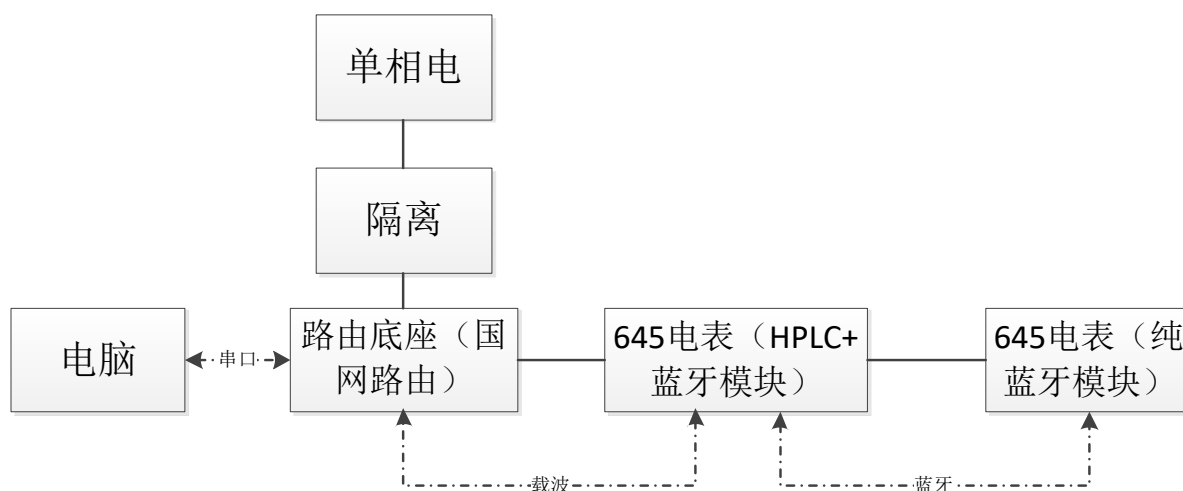 单相电
隔离
电脑
串口
路由底座（国
网路由）
645电表（HPLC+
蓝牙模块）
645电表（纯
蓝牙模块）
载波
蓝牙